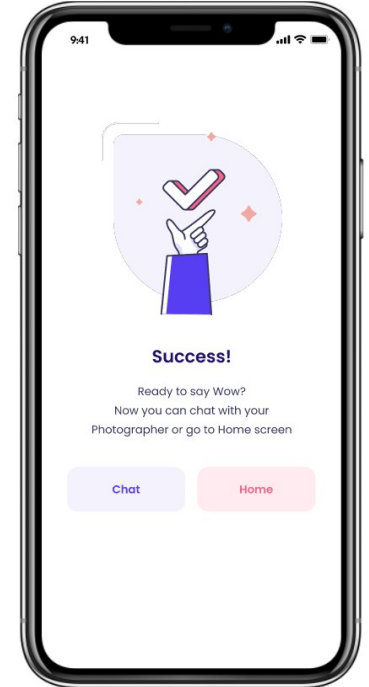 9:41
Success!
Ready to say Wow?
Now you can chat with your
Photographer or go to Home screen
Chat
Home